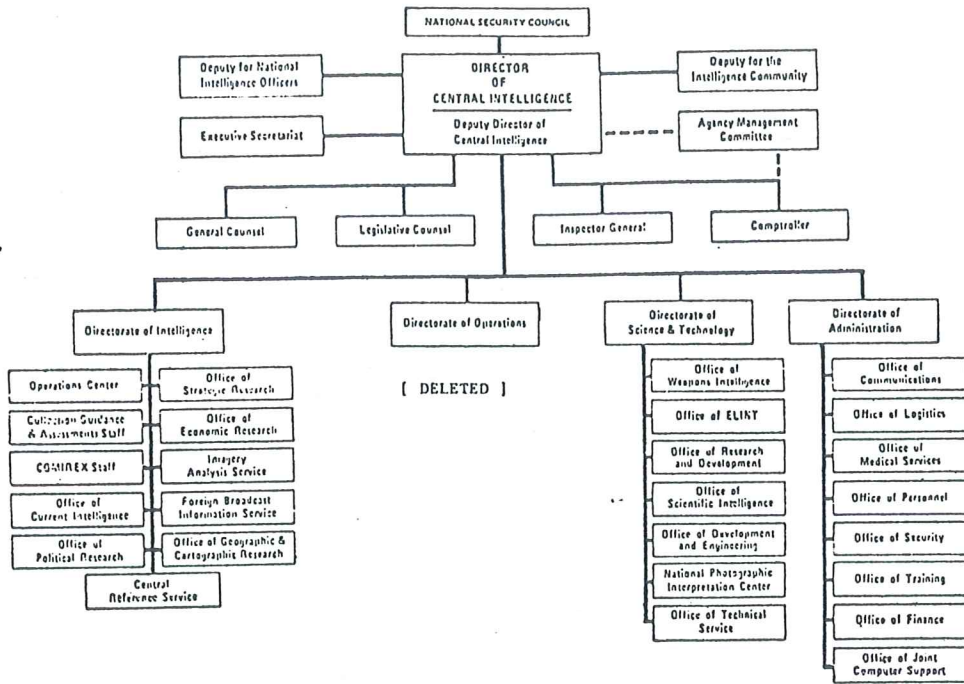 NATIONAL SECURITY COUNCIL
Deputy for National
Intelligence Officers
DIRECTOR
OF
CENTRAL INTELLIGENCE
Deputy Director of
Central Intelligence
Deputy for the
Intelligence Community
Executive Secretariat
Agency Management
Committee
General Counsel
Legislative Counsel
Inspector General
Comptroller
Directorate of Intelligence
Directorate of Operations
Directorate of
Science & Technology
Directorate of
Administration
[ DELETED ]
Operations Center
Office of
Strategic Research
Collection Guidance
& Assessments Staff
Office of
Economic Research
COMIREX Staff
Imagery
Analysis Service
Office of
Current Intelligence
Foreign Broadcast
Information Service
Office of
Political Research
Office of Geographic &
Cartographic Research
Central
Reference Service
Office of
Weapons Intelligence
Office of ELINT
Office of Research
and Development
Office of
Scientific Intelligence
Office of Development
and Engineering
National Photographic
Interpretation Center
Office of Technical
Service
Office of
Communications
Office of Logistics
Office of
Medical Services
Office of Personnel
Office of Security
Office of Training
Office of Finance
Office of Joint
Computer Support